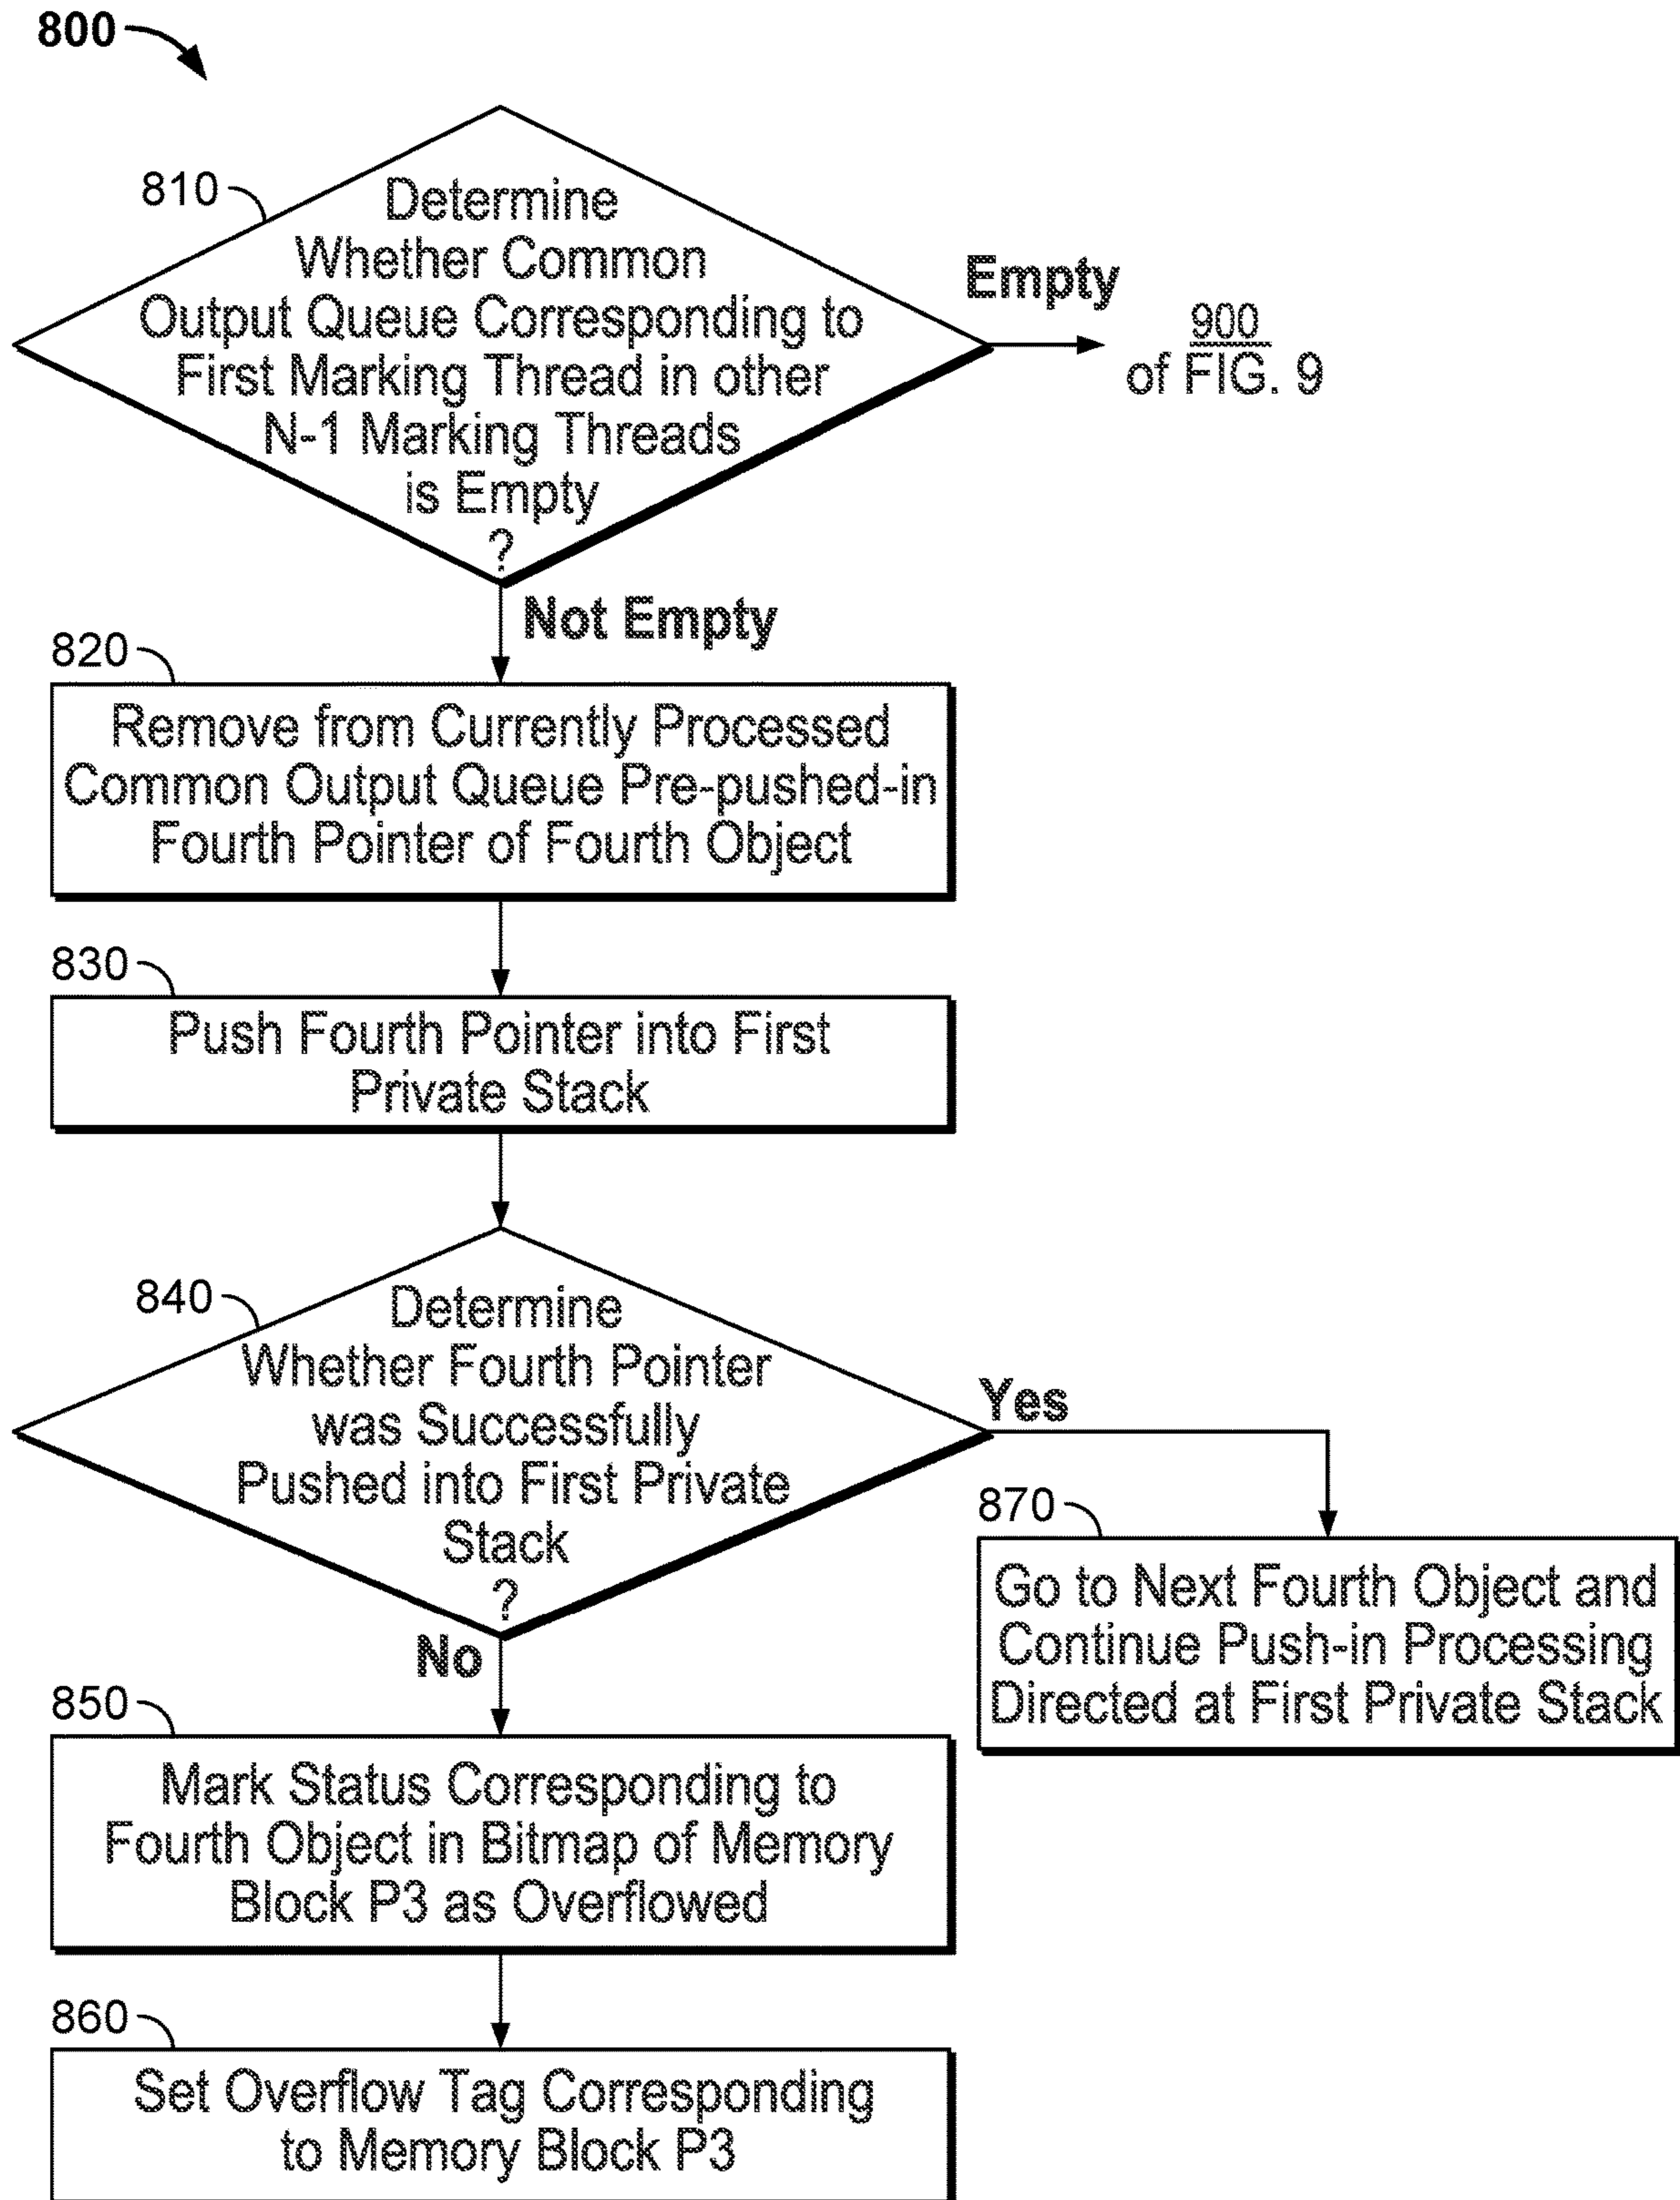 800
810
Determine
Whether Common
Output Queue Corresponding to
First Marking Thread in other
N-1 Marking Threads
is Empty
?
Empty
900
of FIG. 9
Not Empty
820
Remove from Currently Processed
Common Output Queue Pre-pushed-in
Fourth Pointer of Fourth Object
830
Push Fourth Pointer into First
Private Stack
840
Determine
Whether Fourth Pointer
was Successfully
Pushed into First Private
Stack
?
Yes
870
Go to Next Fourth Object and
Continue Push-in Processing
Directed at First Private Stack
No
850
Mark Status Corresponding to
Fourth Object in Bitmap of Memory
Block P3 as Overflowed
860
Set Overflow Tag Corresponding
to Memory Block P3